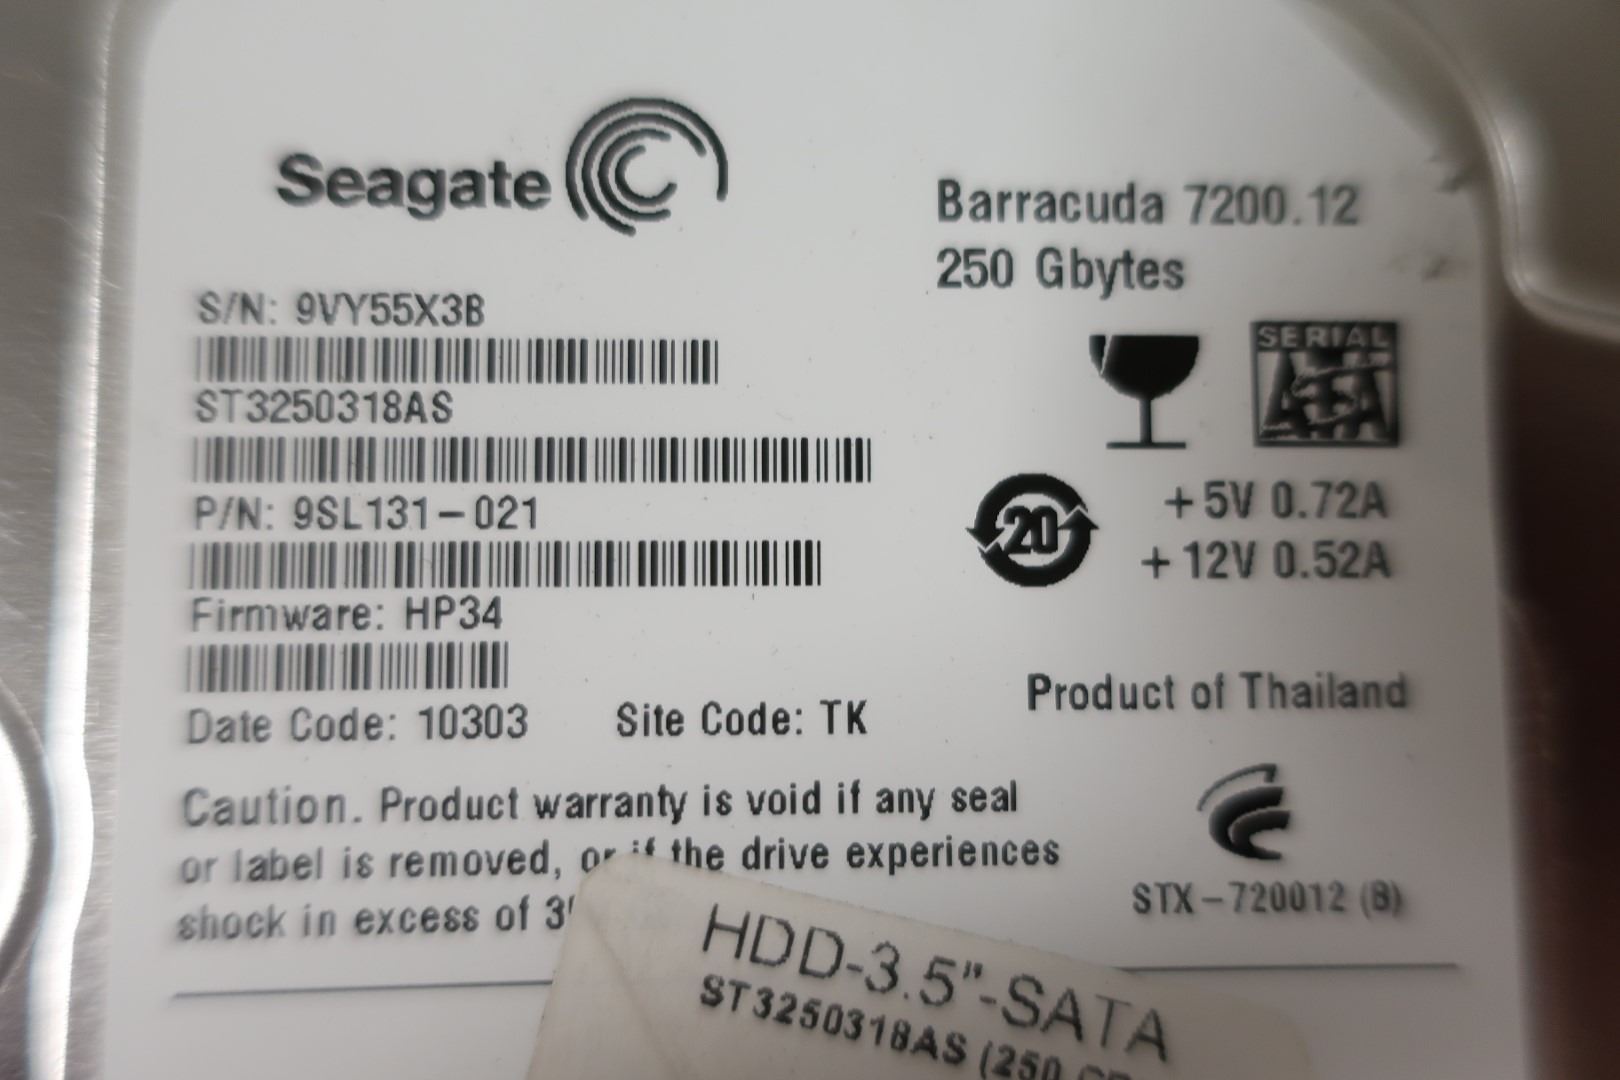 Seagate
Barracuda 7200.12
250 Gbytes
S/N: 9VY55X3B
ST3250318AS
P/N: 9SL131-021
Firmware: HP34
Date Code: 10303 Site Code: TK
SERIAL
ATA
20
+5V 0.72A
+12V 0.52A
Product of Thailand
Caution. Product warranty is void if any seal
or label is removed, or if the drive experiences
shock in excess of
STX-720012 (B)
HDD-3.5"-SATA
ST3250318AS (250